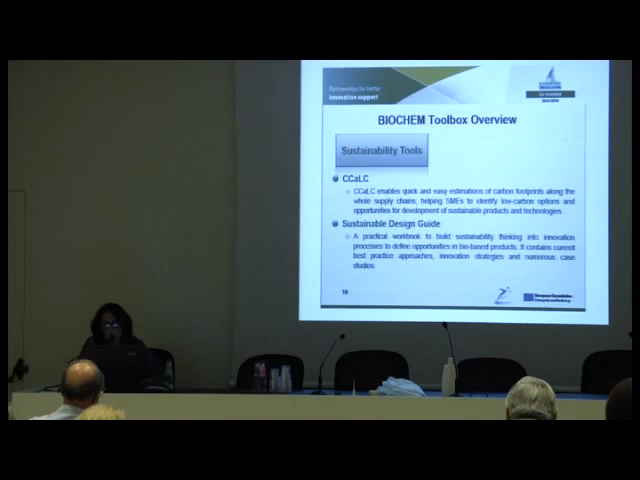 Partnerships for better
innovation support
BIOCHEM Toolbox Overview
Sustainability Tools
CCaLC
CCaLC enables quick and easy estimations of carbon footprints along the
whole supply chains, helping SMEs to identify low-carbon options and
opportunities for development of sustainable products and technologies.
Sustainable Design Guide
A practical workbook to build sustainability thinking into innovation
processes to define opportunities in bio-based products. It contains current
best practice approaches, innovation strategies and numerous case
studies.
European Commission